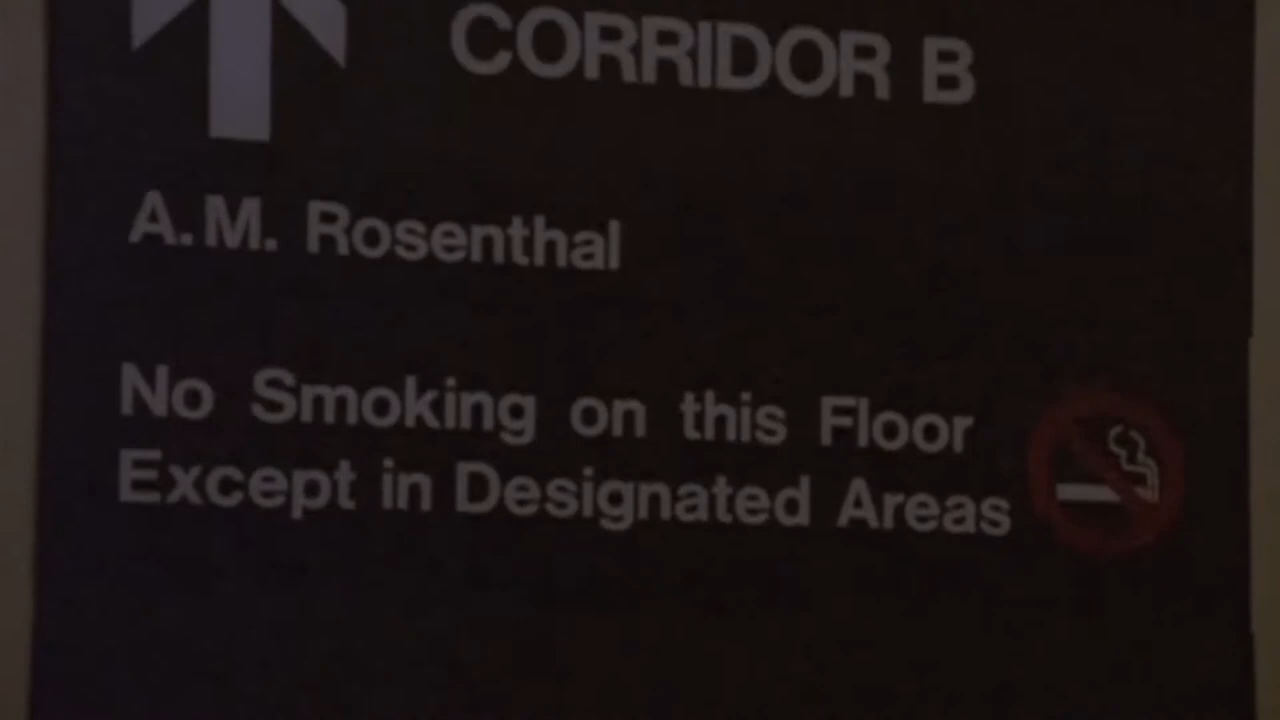 CORRIDOR B
A.M. Rosenthal
No Smoking on this Floor
Except in Designated Areas